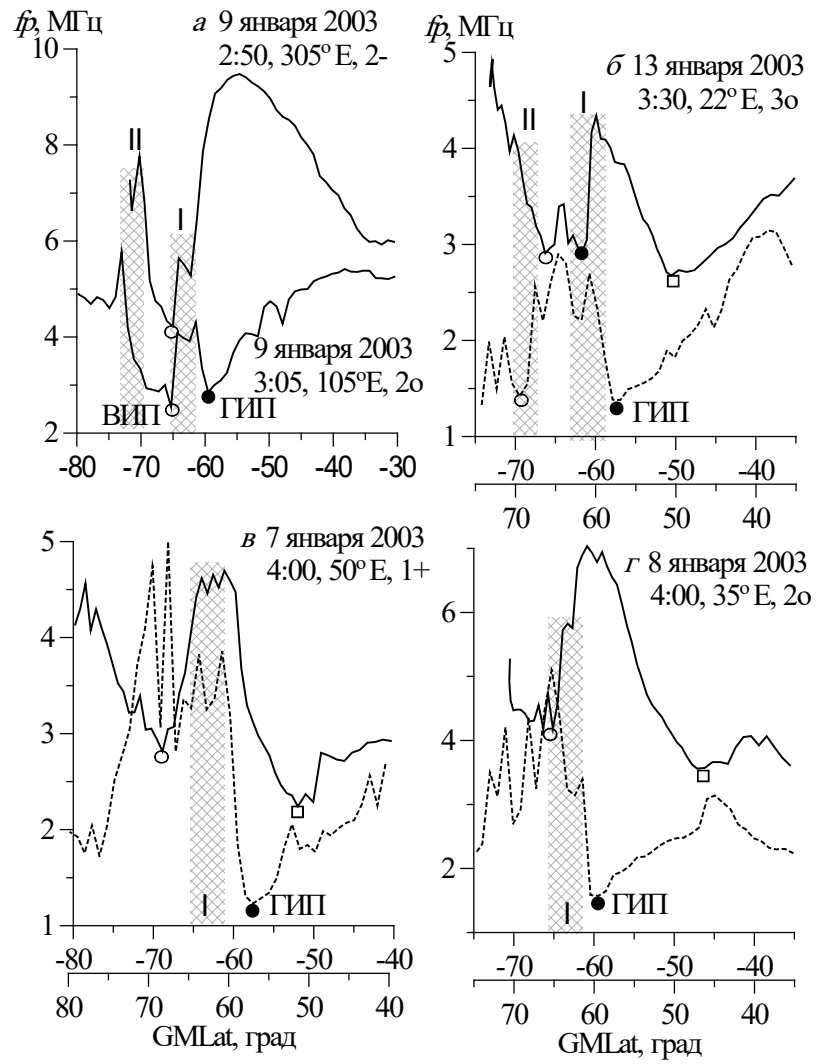 fp, МГц
а 9 января 2003
2:50, 305° E, 2-
10
8
6
4
2
II
I
9 января 2003
3:05, 105°E, 2о
ВИП
ГИП
-80 -70 -60 -50 -40 -30
fp, МГц
б 13 января 2003
3:30, 22° E, 3о
5
4
3
2
1
II
I
ГИП
-70 -60 -50 -40
70 60 50 40
в 7 января 2003
4:00, 50° E, 1+
5
4
3
2
1
I
ГИП
-80 -70 -60 -50 -40
80 70 60 50 40
GMLat, град
г 8 января 2003
4:00, 35° E, 2о
6
4
2
I
ГИП
-70 -60 -50 -40
70 60 50 40
GMLat, град